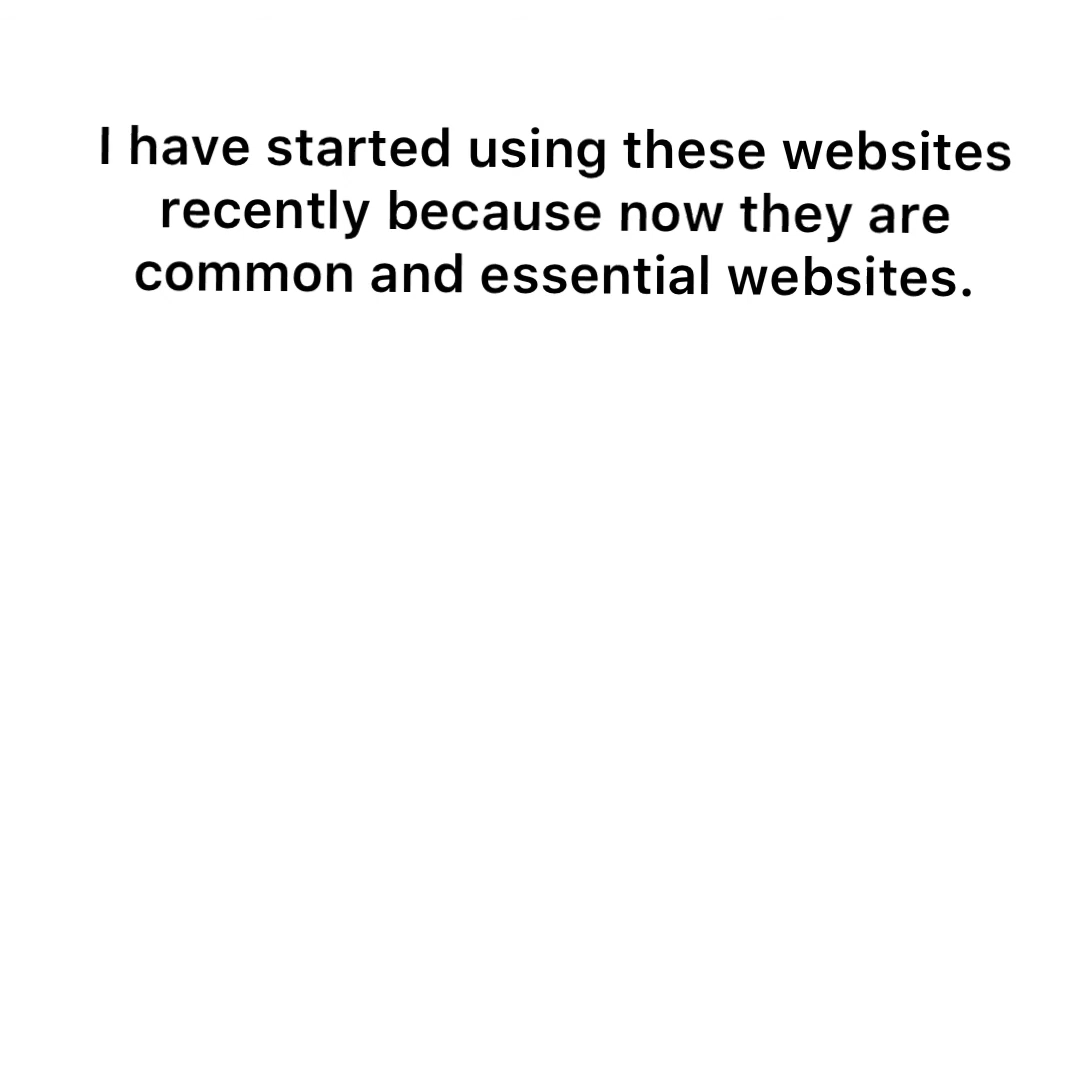 I have started using these websites
recently because now they are
common and essential websites.